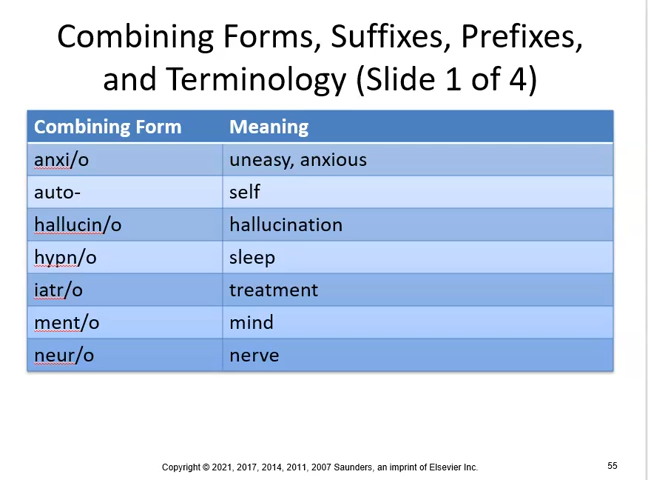 Combining Forms, Suffixes, Prefixes,
and Terminology (Slide 1 of 4)
Combining Form Meaning
anxi/o uneasy, anxious
auto- self
hallucin/o hallucination
hypn/o sleep
iatr/o treatment
ment/o mind
neur/o nerve
Copyright © 2021, 2017, 2014, 2011, 2007 Saunders, an imprint of Elsevier Inc.
55